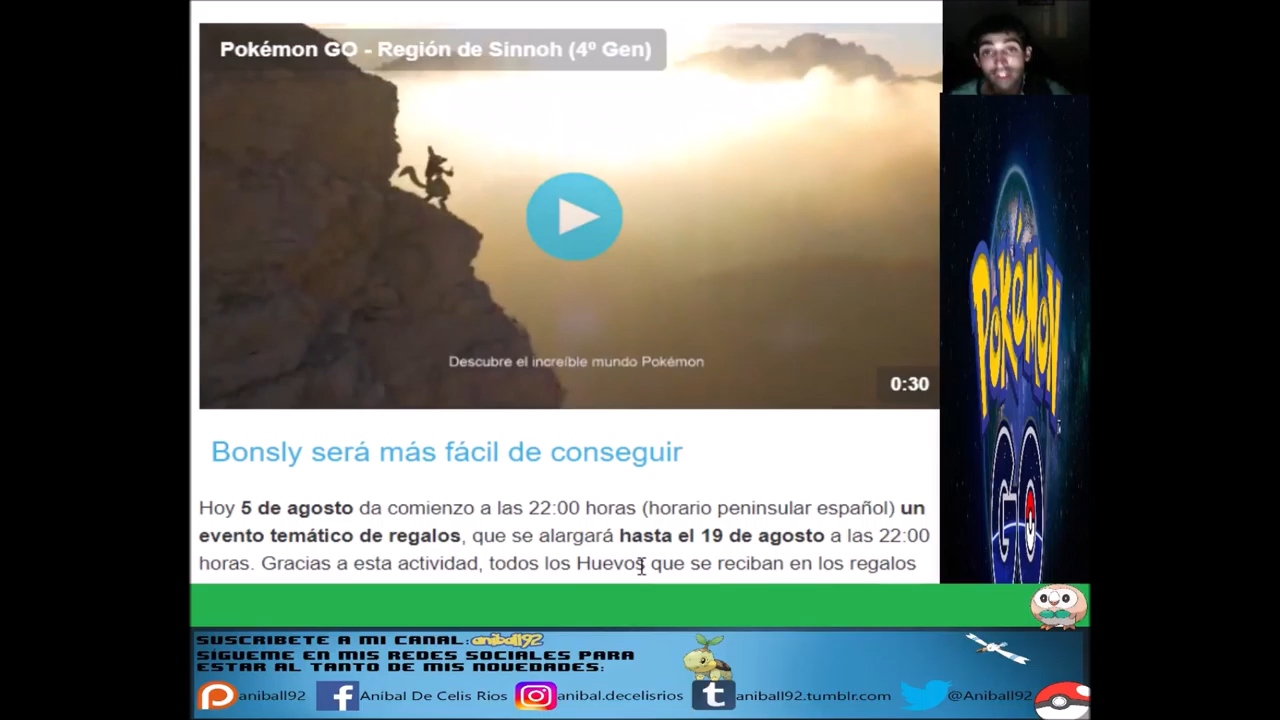 Pokémon GO - Región de Sinnoh (4º Gen)
Descubre el increíble mundo Pokémon
0:30
POKéMON
GO
Bonsly será más fácil de conseguir
Hoy 5 de agosto da comienzo a las 22:00 horas (horario peninsular español) un
evento temático de regalos, que se alargará hasta el 19 de agosto a las 22:00
horas. Gracias a esta actividad, todos los Huevos que se reciban en los regalos
SUSCRIBETE A MI CANAL: aniball92
SÍGUEME EN MIS REDES SOCIALES PARA
ESTAR AL TANTO DE MIS NOVEDADES:
aniball92 Aníbal De Celis Rios anibal.decelisrios aniball92.tumblr.com @Aniball92